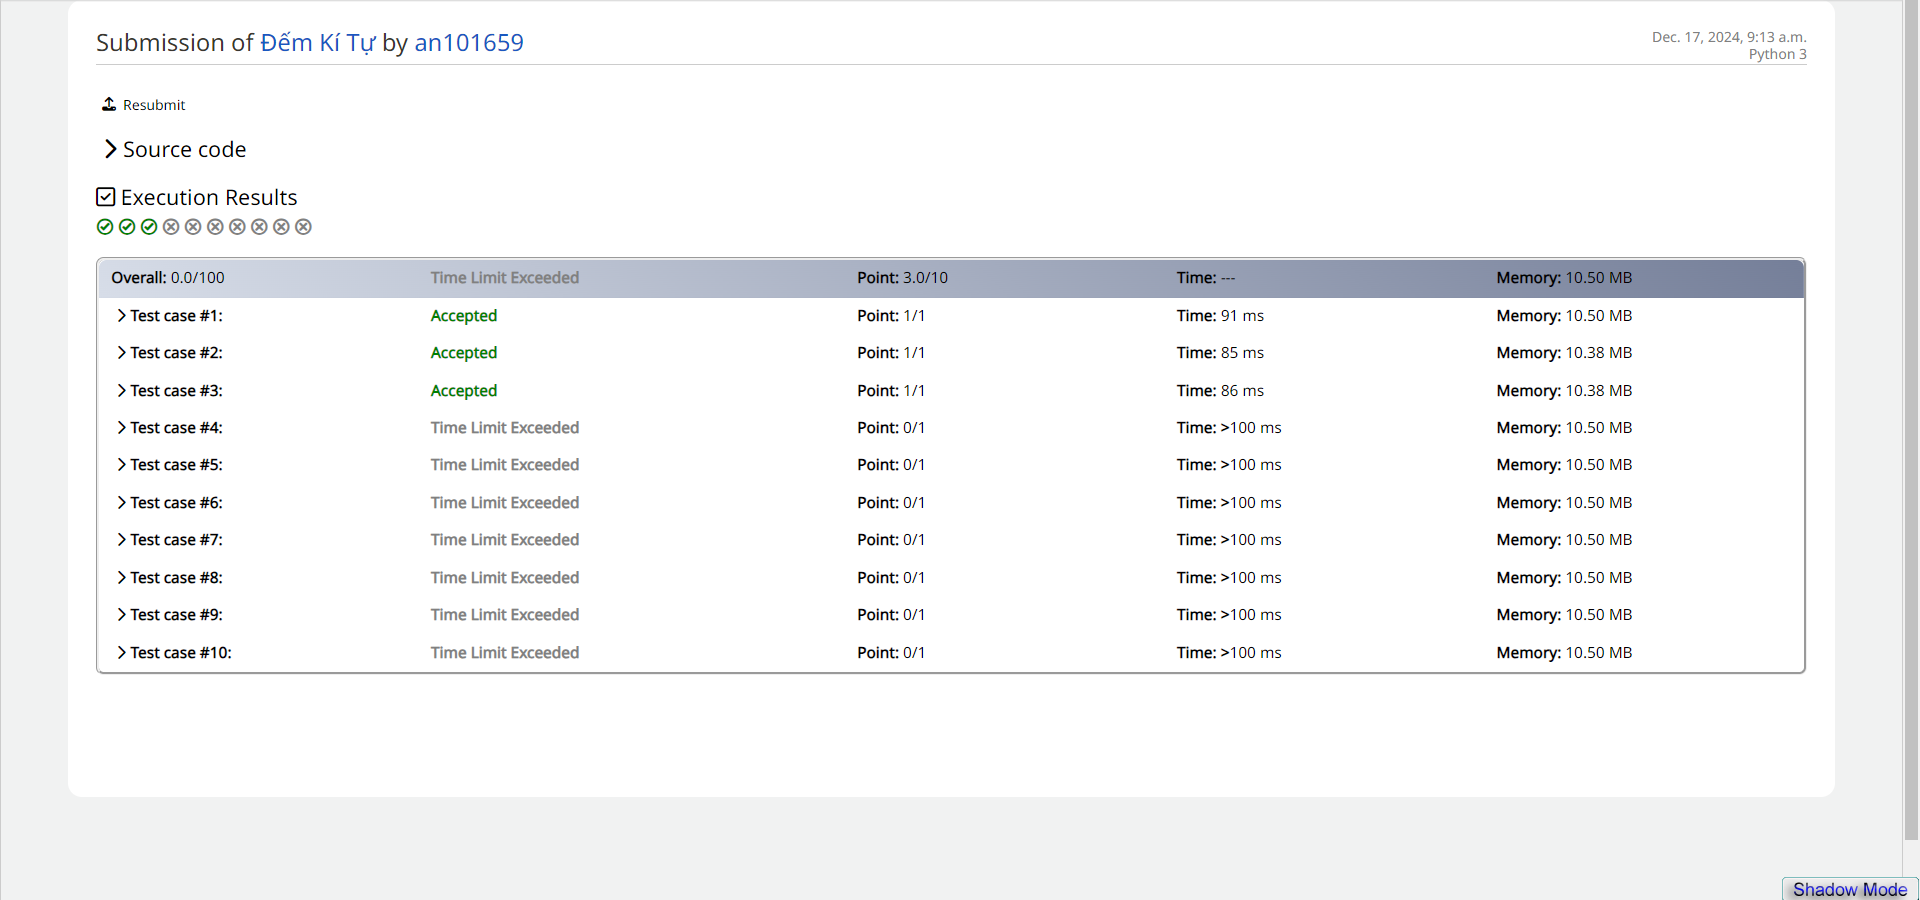 Submission of Đếm Kí Tự by an101659
Dec. 17, 2024, 9:13 a.m.
Python 3
Resubmit
Source code
Execution Results
Overall: 0.0/100 Time Limit Exceeded Point: 3.0/10 Time: --- Memory: 10.50 MB
Test case #1: Accepted Point: 1/1 Time: 91 ms Memory: 10.50 MB
Test case #2: Accepted Point: 1/1 Time: 85 ms Memory: 10.38 MB
Test case #3: Accepted Point: 1/1 Time: 86 ms Memory: 10.38 MB
Test case #4: Time Limit Exceeded Point: 0/1 Time: >100 ms Memory: 10.50 MB
Test case #5: Time Limit Exceeded Point: 0/1 Time: >100 ms Memory: 10.50 MB
Test case #6: Time Limit Exceeded Point: 0/1 Time: >100 ms Memory: 10.50 MB
Test case #7: Time Limit Exceeded Point: 0/1 Time: >100 ms Memory: 10.50 MB
Test case #8: Time Limit Exceeded Point: 0/1 Time: >100 ms Memory: 10.50 MB
Test case #9: Time Limit Exceeded Point: 0/1 Time: >100 ms Memory: 10.50 MB
Test case #10: Time Limit Exceeded Point: 0/1 Time: >100 ms Memory: 10.50 MB
Shadow Mode